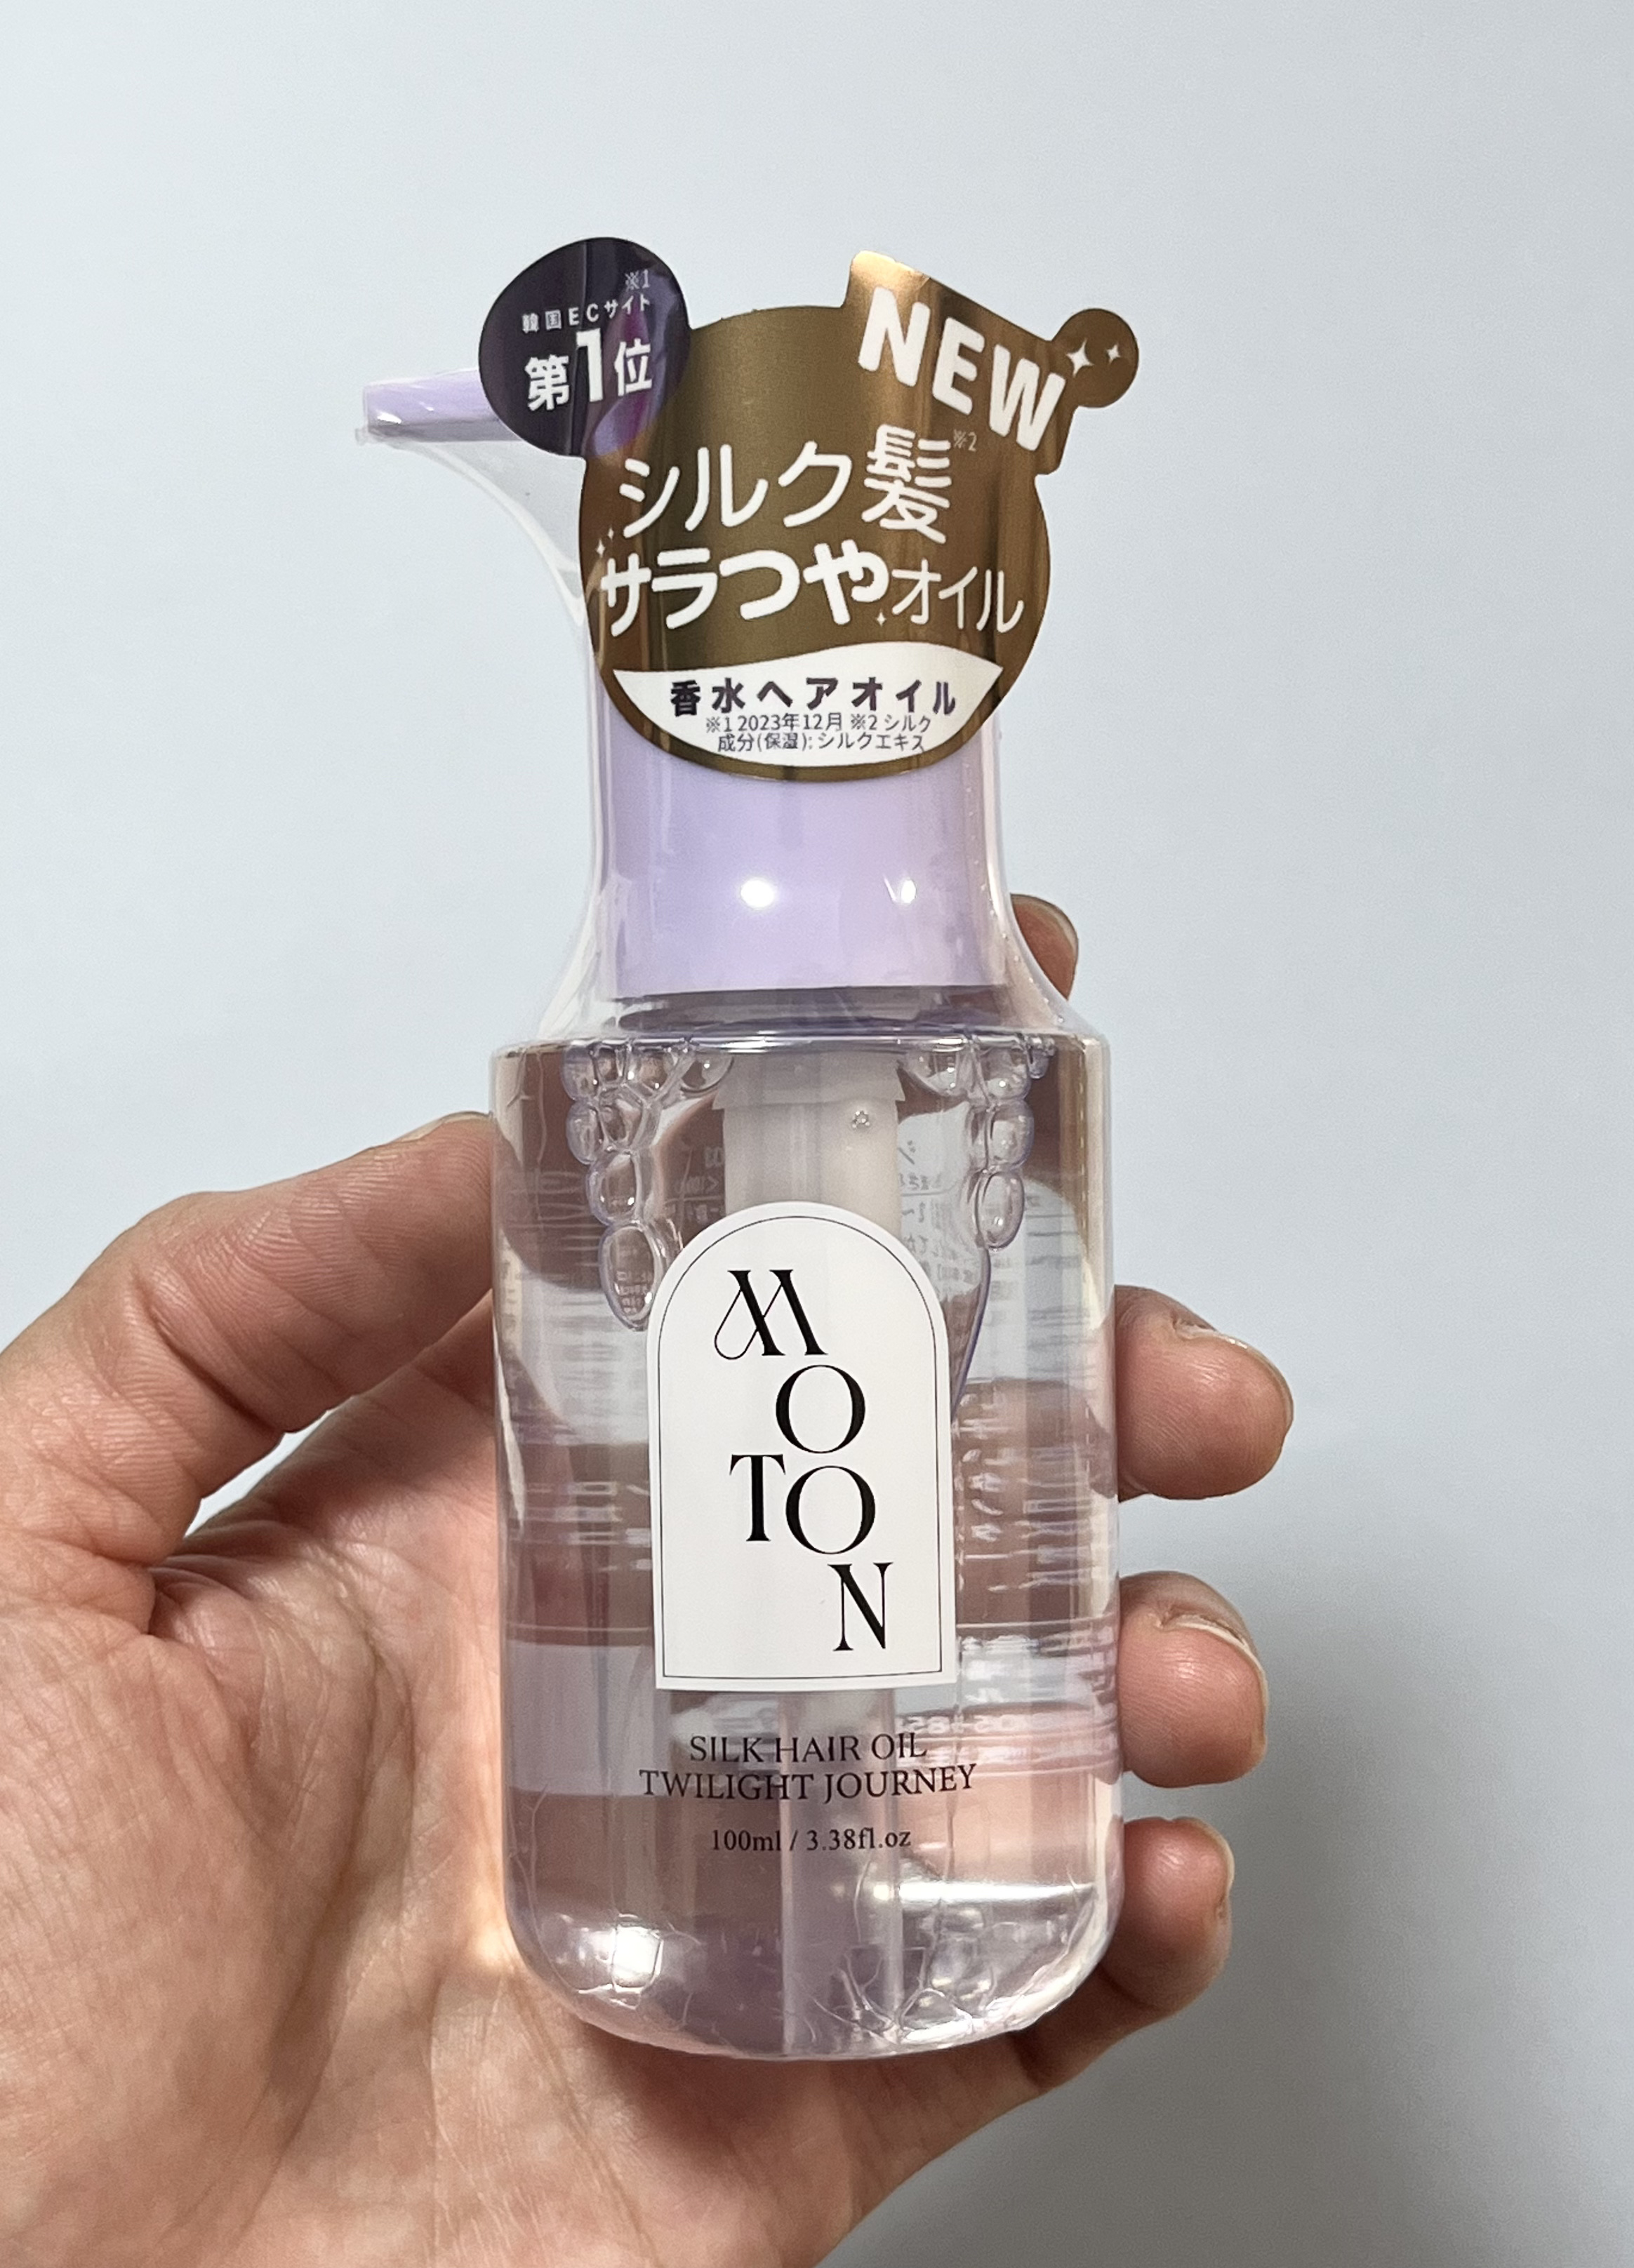 ※1
韓国ECサイト
第1位
NEW
シルク髪※2
サラつやオイル
香水ヘアオイル
※1 2023年12月 ※2 シルク
成分(保湿):シルクエキス
M
O
TO
N
SILK HAIR OIL
TWILIGHT JOURNEY
100ml / 3.38fl.oz